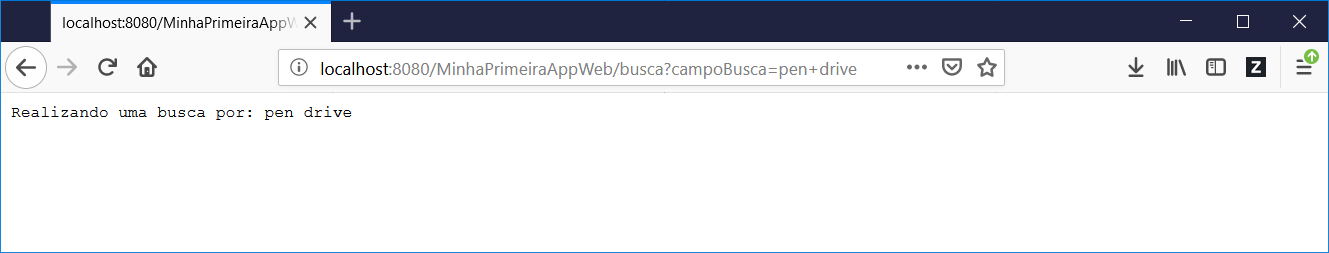 localhost:8080/MinhaPrimeiraAppW
localhost:8080/MinhaPrimeiraAppWeb/busca?campoBusca=pen+drive
Z
Realizando uma busca por: pen drive